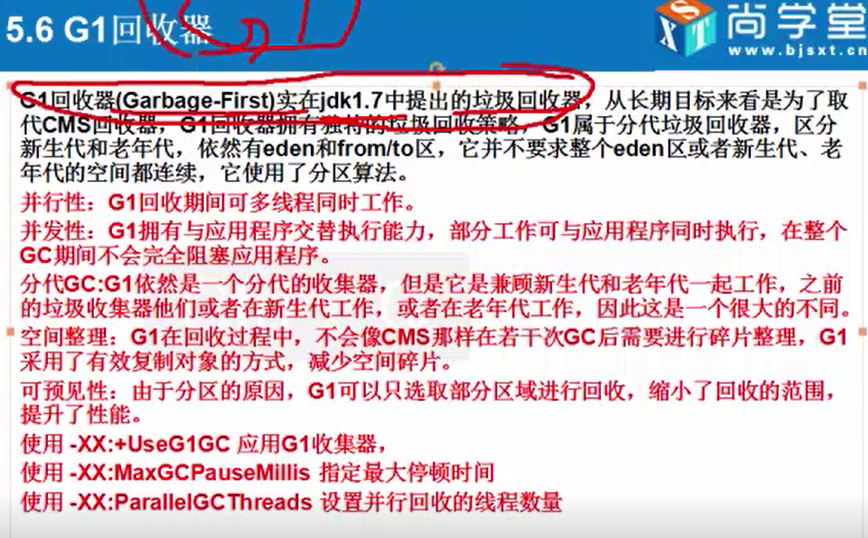 5.6 G1回收器
SXT
尚学堂
www.bjsxt.cn
G1回收器(Garbage-First)实在jdk1.7中提出的垃圾回收器，从长期目标来看是为了取
代CMS回收器，G1回收器拥有独特的垃圾回收策略，G1属于分代垃圾回收器，区分
新生代和老年代，依然有eden和from/to区，它并不要求整个eden区或者新生代、老
年代的空间都连续，它使用了分区算法。
并行性：G1回收期间可多线程同时工作。
并发性：G1拥有与应用程序交替执行能力，部分工作可与应用程序同时执行，在整个
GC期间不会完全阻塞应用程序。
分代GC:G1依然是一个分代的收集器，但是它是兼顾新生代和老年代一起工作，之前
的垃圾收集器他们或者在新生代工作，或者在老年代工作，因此这是一个很大的不同。
空间整理：G1在回收过程中，不会像CMS那样在若干次GC后需要进行碎片整理，G1
采用了有效复制对象的方式，减少空间碎片。
可预见性：由于分区的原因，G1可以只选取部分区域进行回收，缩小了回收的范围，
提升了性能。
使用 -XX:+UseG1GC 应用G1收集器，
使用 -XX:MaxGCPauseMillis 指定最大停顿时间
使用 -XX:ParallelGCThreads 设置并行回收的线程数量